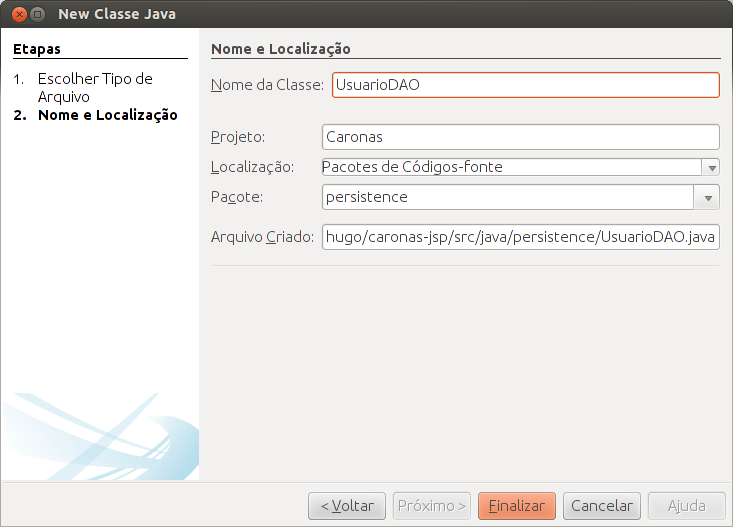 New Classe Java
Etapas
1. Escolher Tipo de
Arquivo
2. Nome e Localização
Nome e Localização
Nome da Classe: UsuarioDAO
Projeto: Caronas
Localização: Pacotes de Códigos-fonte
Pacote: persistence
Arquivo Criado: hugo/caronas-jsp/src/java/persistence/UsuarioDAO.java
< Voltar Próximo > Finalizar Cancelar Ajuda